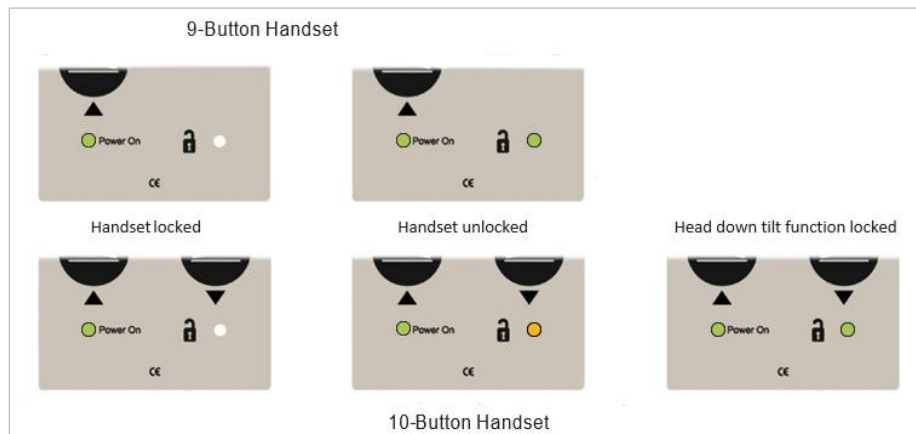 9-Button Handset
Power On
CE
Power On
CE
Handset locked
Handset unlocked
Head down tilt function locked
Power On
CE
Power On
CE
Power On
CE
10-Button Handset